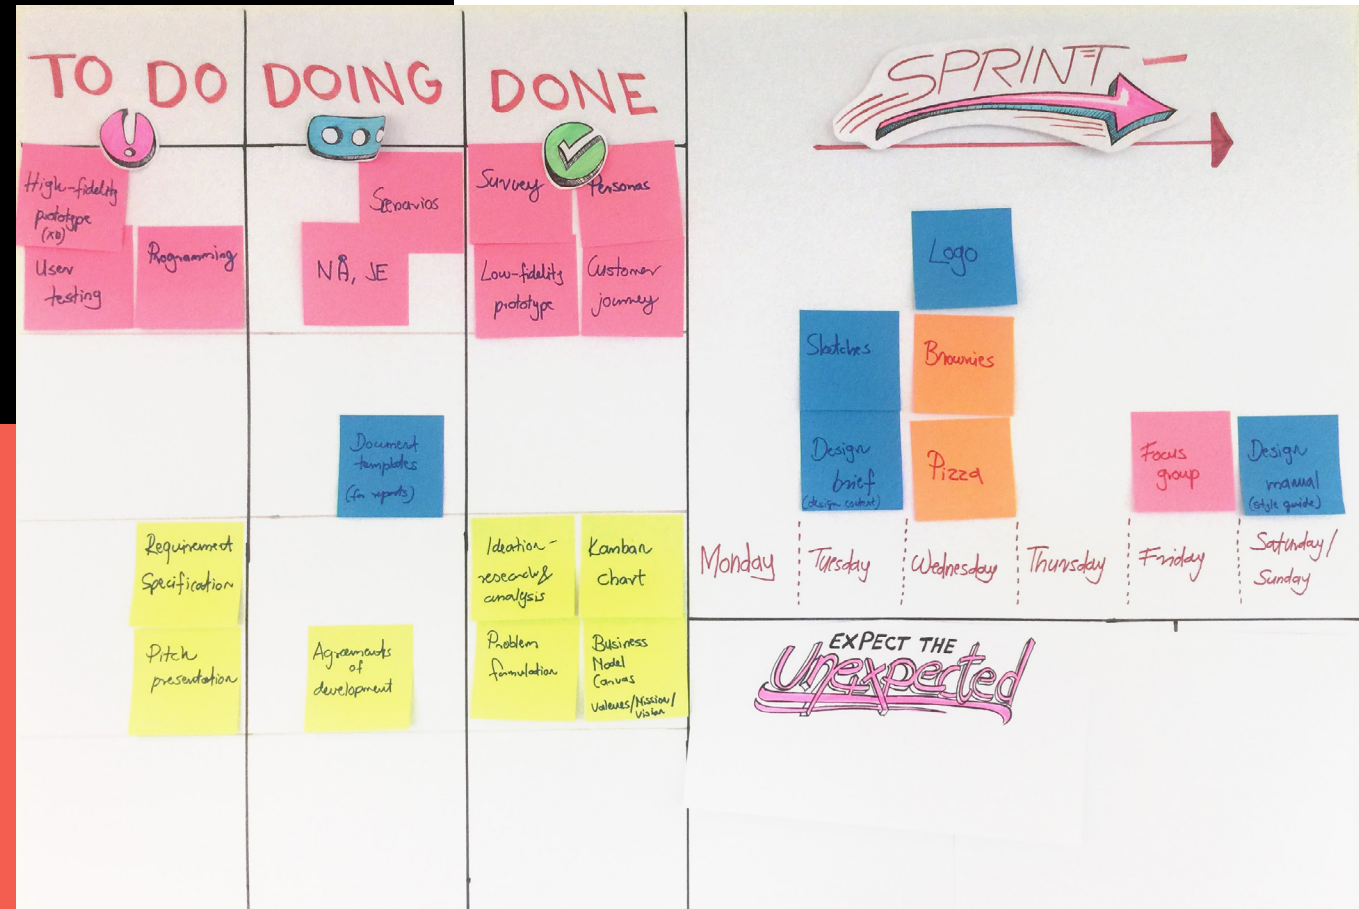 TO DO
DOING
DONE
SPRINT -
High-fidelity
prototype
(XD)
User
testing
Programming
Scenarios
NÅ, JE
Survey
Personas
Low-fidelity
prototype
Customer
journey
Document
templates
(for reports)
Requirement
Specification
Pitch
presentation
Agreements
of
development
Ideation-
research &
analysis
Kanban
Chart
Problem
formulation
Business
Model
Canvas
Values/Mission/
Vision
Logo
Sketches
Brownies
Design
brief
(design context)
Pizza
Focus
group
Design
manual
(style guide)
Monday
Tuesday
Wednesday
Thursday
Friday
Saturday/
Sunday
EXPECT THE
Unexpected